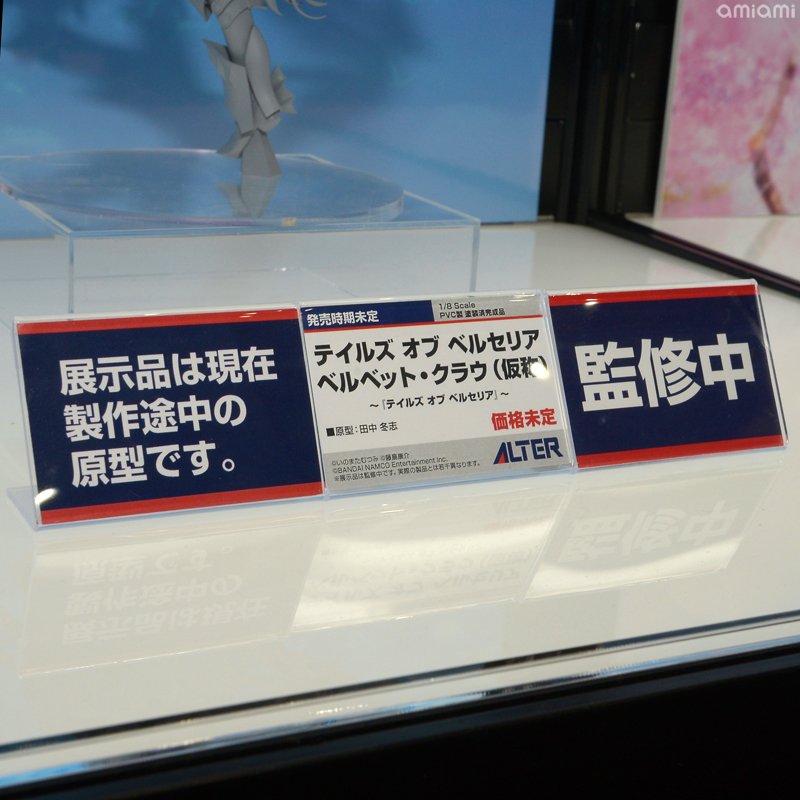 amiami
展示品は現在
製作途中の
原型です。
発売時期未定
1/8 Scale
PVC製 塗装済完成品
テイルズ オブ ベルセリア
ベルベット・クラウ(仮称)
～『テイルズ オブ ベルセリア』～
■原型：田中 冬志
価格未定
©いのまたむつみ ©藤島康介
©BANDAI NAMCO Entertainment Inc.
※展示品は監修中です。実際の製品とは若干異なります。
ALTER
監修中